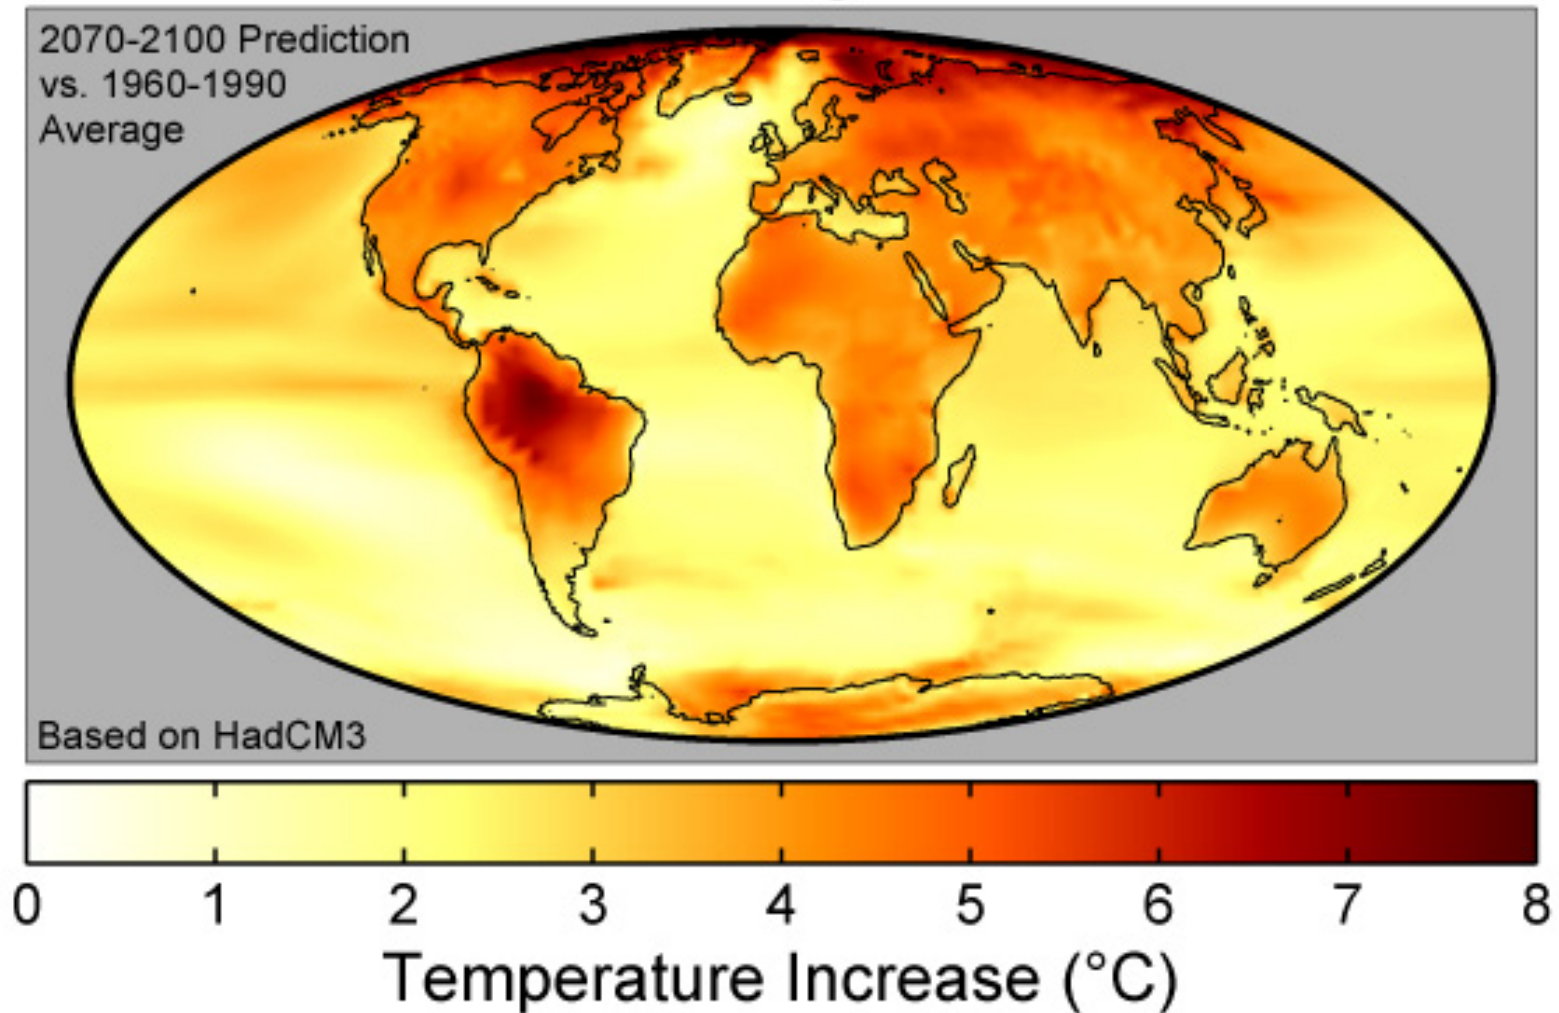 2070-2100 Prediction
vs. 1960-1990
Average
Based on HadCM3
0 1 2 3 4 5 6 7 8
Temperature Increase (°C)